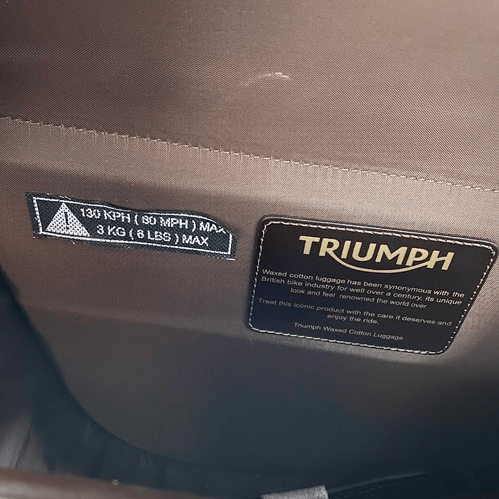 130 KPH ( 80 MPH ) MAX
3 KG ( 6 LBS ) MAX
TRIUMPH
Waxed cotton luggage has been synonymous with the
British bike industry for well over a century, its unique
look and feel renowned the world over.
Treat this iconic product with the care it deserves and
enjoy the ride.
Triumph Waxed Cotton Luggage